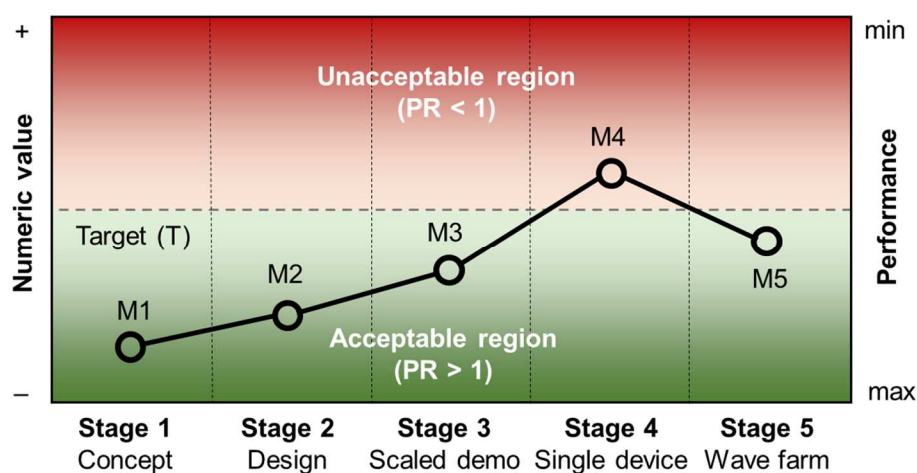 +
min
Unacceptable region
(PR < 1)
M4
Numeric value
Performance
Target (T)
M3
M2
M5
M1
Acceptable region
(PR > 1)
–
max
Stage 1
Concept
Stage 2
Design
Stage 3
Scaled demo
Stage 4
Single device
Stage 5
Wave farm